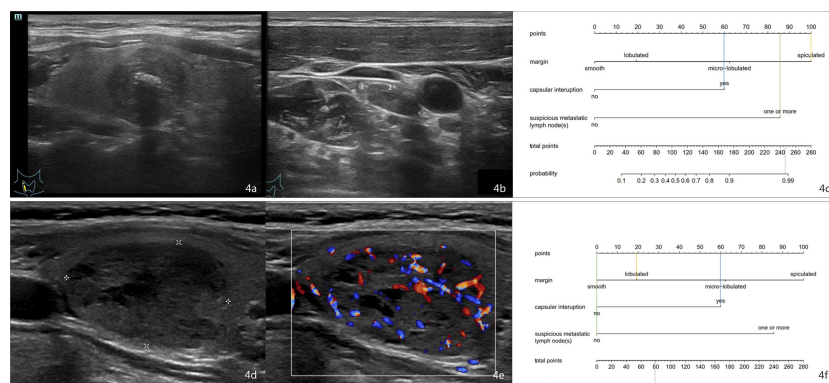 m
4a
1
2
4b
points
0 10 20 30 40 50 60 70 80 90 100
lobulated spiculated
margin
smooth micro-lobulated
yes
capsular interuption
no
one or more
suspicious metastatic
lymph node(s)
no
total points
0 20 40 60 80 100 120 140 160 180 200 220 240 260 280
probability
0.1 0.2 0.3 0.4 0.5 0.6 0.7 0.8 0.9 0.99
4c
4d
4e
points
0 10 20 30 40 50 60 70 80 90 100
lobulated spiculated
margin
smooth micro-lobulated
yes
capsular interuption
no
one or more
suspicious metastatic
lymph node(s)
no
total points
0 20 40 60 80 100 120 140 160 180 200 220 240 260 280
4f